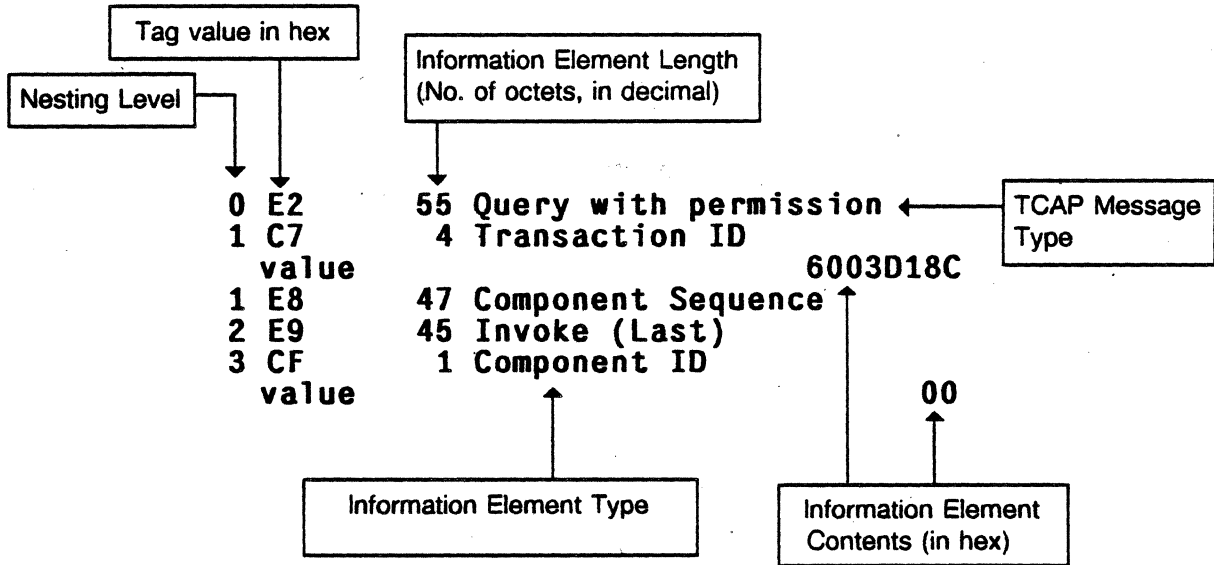 Tag value in hex
Information Element Length
(No. of octets, in decimal)
Nesting Level
0 E2 55 Query with permission
TCAP Message
Type
1 C7 4 Transaction ID
value 6003D18C
1 E8 47 Component Sequence
2 E9 45 Invoke (Last)
3 CF 1 Component ID
value 00
Information Element Type
Information Element
Contents (in hex)